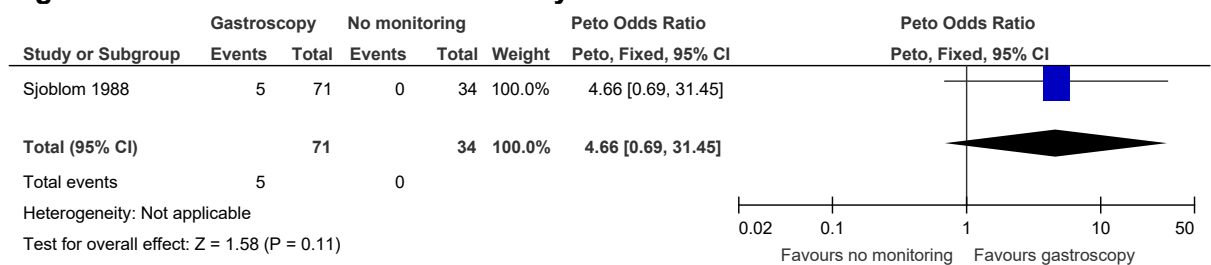 Gastroscopy No monitoring Peto Odds Ratio Peto Odds Ratio
Study or Subgroup Events Total Events Total Weight Peto, Fixed, 95% CI Peto, Fixed, 95% CI
Sjoblom 1988 5 71 0 34 100.0% 4.66 [0.69, 31.45]
Total (95% CI) 71 34 100.0% 4.66 [0.69, 31.45]
Total events 5 0
Heterogeneity: Not applicable
Test for overall effect: Z = 1.58 (P = 0.11)
0.02 0.1 1 10 50
Favours no monitoring Favours gastroscopy